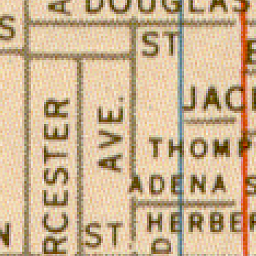 A DOUGLAS
S
ST
JAC
THOMP
AVE.
RCESTER
ADENA S
HERBER
N
ST.
D